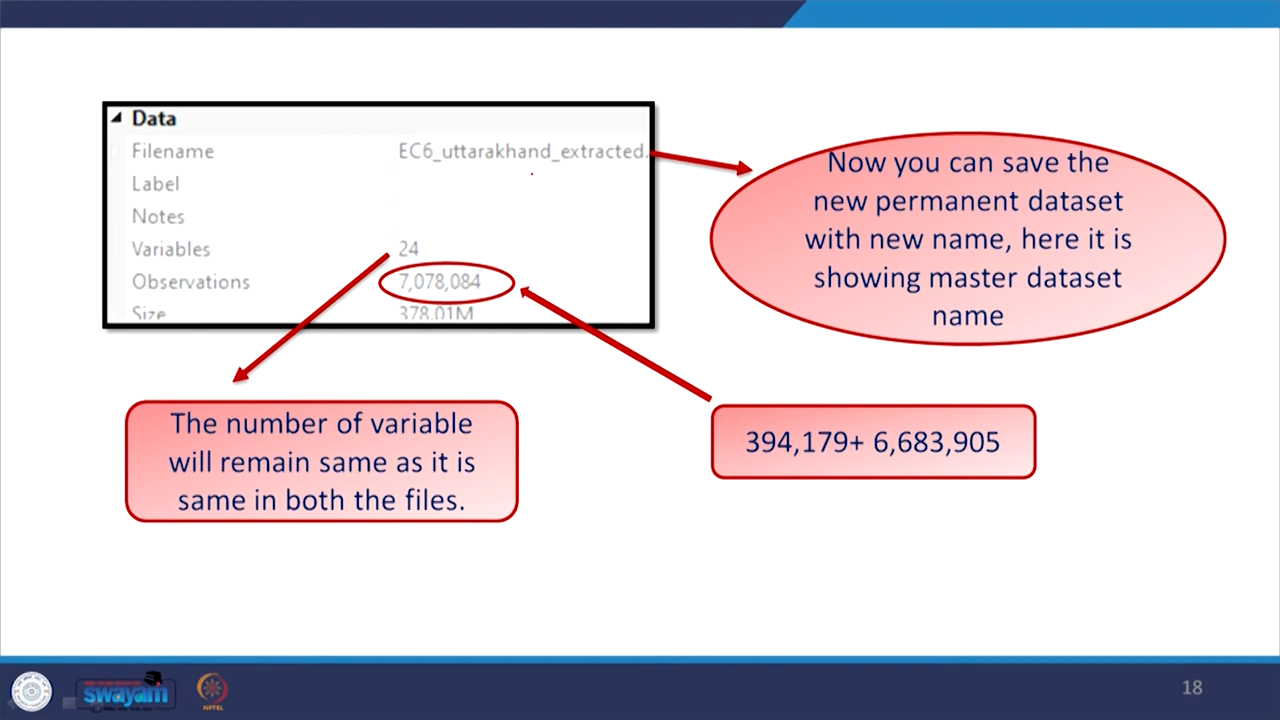 Data
Filename EC6_uttarakhand_extracted.
Label
Notes
Variables 24
Observations 7,078,084
Size 378.01M
Now you can save the
new permanent dataset
with new name, here it is
showing master dataset
name
The number of variable
will remain same as it is
same in both the files.
394,179+ 6,683,905
swayam
NPTEL
18